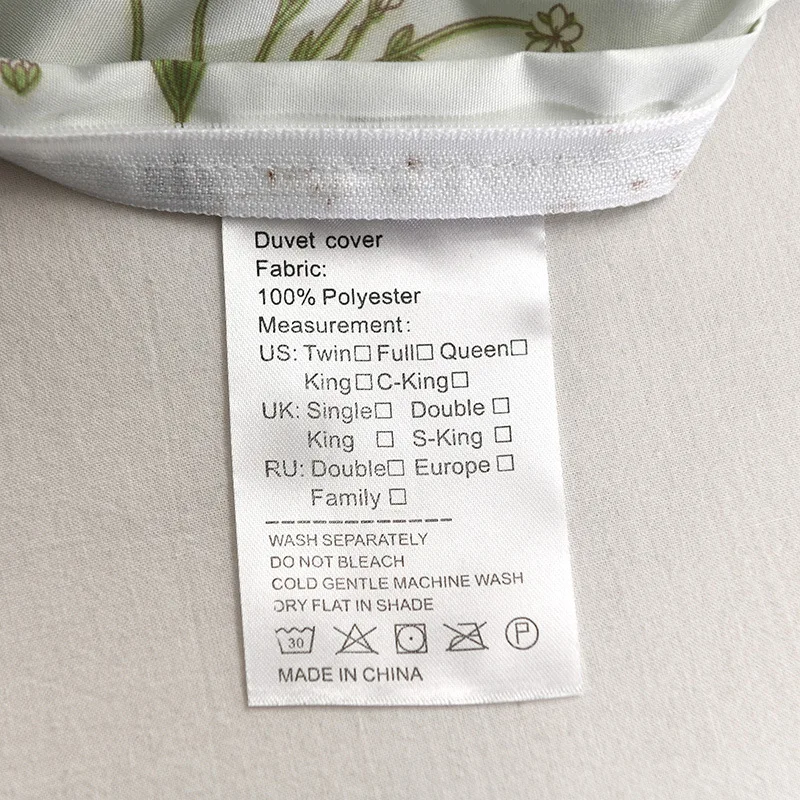 Duvet cover
Fabric:
100% Polyester
Measurement:
US: Twin☐ Full☐ Queen☐
King☐ C-King☐
UK: Single☐ Double ☐
King ☐ S-King ☐
RU: Double☐ Europe ☐
Family ☐
WASH SEPARATELY
DO NOT BLEACH
COLD GENTLE MACHINE WASH
DRY FLAT IN SHADE
30 P
MADE IN CHINA